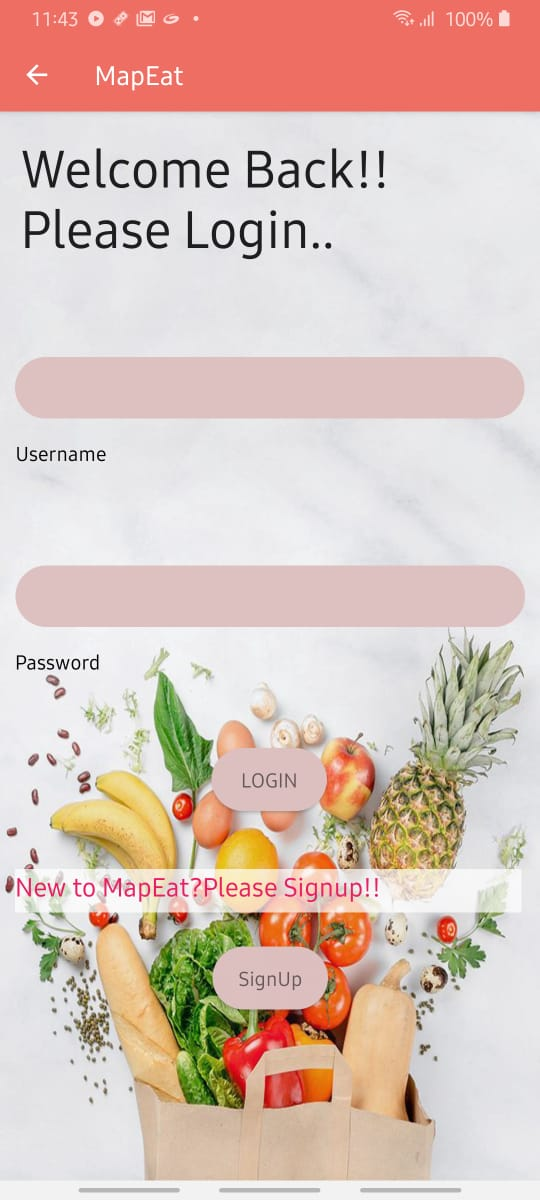 11:43
100%
MapEat
Welcome Back!!
Please Login..
Username
Password
LOGIN
New to MapEat?Please Signup!!
SignUp